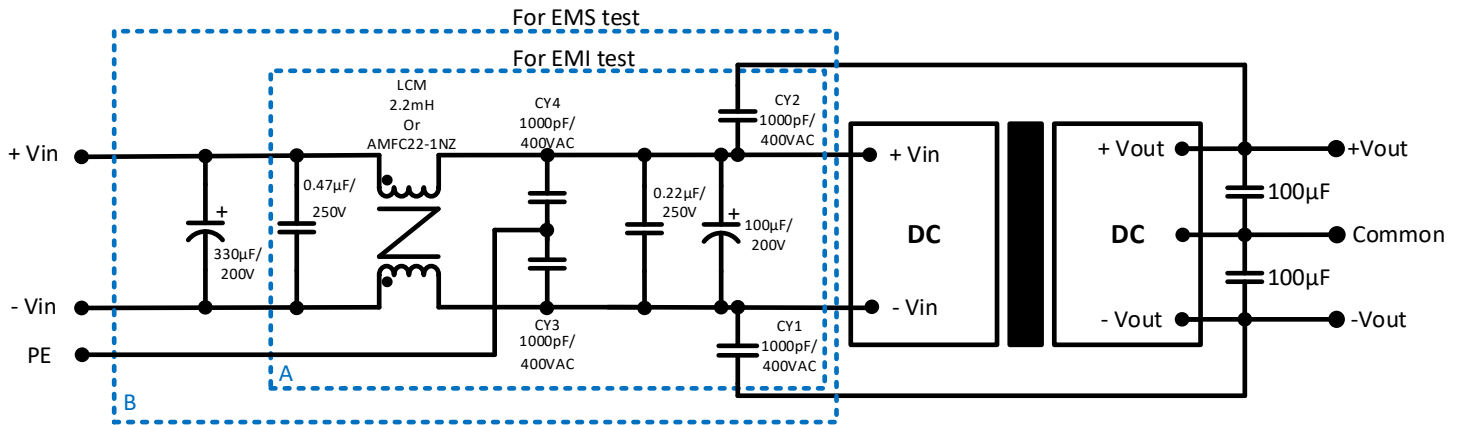 For EMS test
For EMI test
LCM
2.2mH
Or
AMFC22-1NZ
CY4
1000pF/
400VAC
CY2
1000pF/
400VAC
+ Vin
0.47µF/
250V
+
330µF/
200V
0.22µF/
250V
+
100µF/
200V
+ Vin
DC
- Vin
+ Vout
DC
- Vout
+Vout
100µF
Common
100µF
-Vout
- Vin
PE
CY3
1000pF/
400VAC
CY1
1000pF/
400VAC
A
B